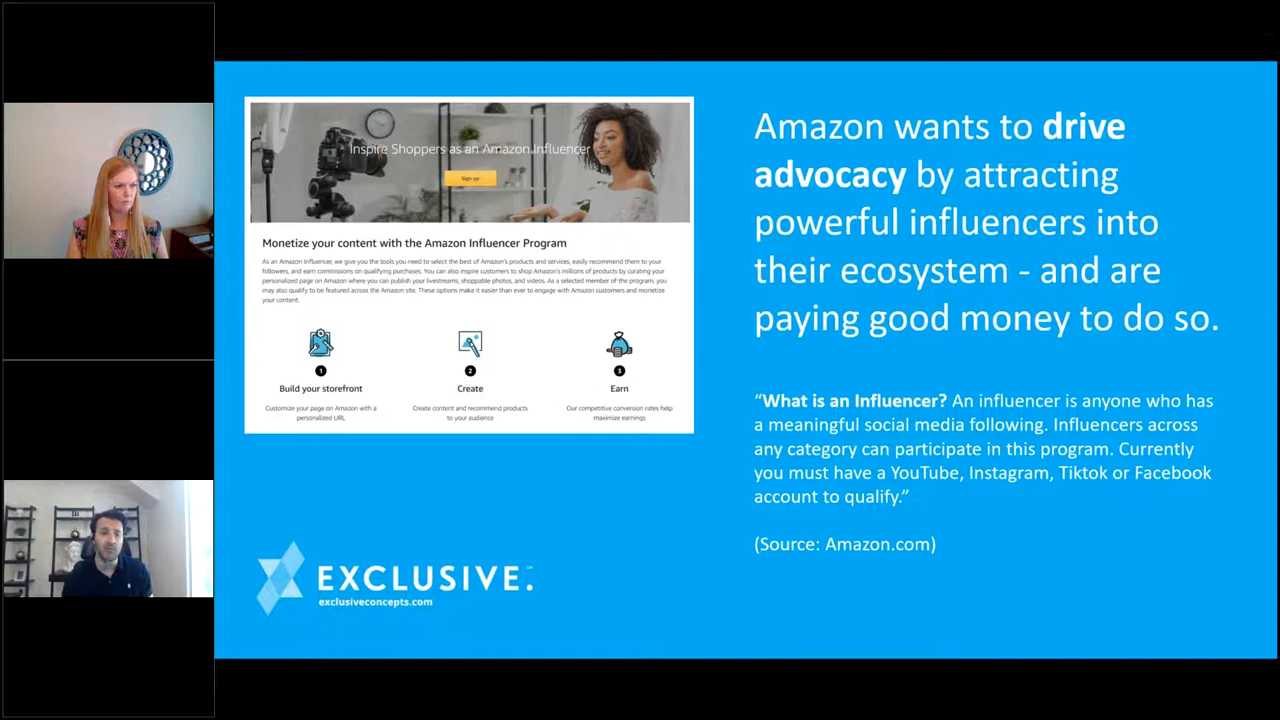 Inspire Shoppers as an Amazon Influencer
Sign up
Monetize your content with the Amazon Influencer Program
As an Amazon Influencer, we give you the tools you need to select the best of Amazon's products and services, easily recommend them to your
followers, and earn commissions on qualifying purchases. You can also inspire customers to shop Amazon's millions of products by curating your
personalized page on Amazon where you can publish your livestreams, shoppable photos, and videos. As a selected member of the program, you
may also qualify to be featured across the Amazon site. These options make it easier than ever to engage with Amazon customers and monetize
your content.
1
2
3
Build your storefront
Create
Earn
Customize your page on Amazon with a
personalized URL
Create content and recommend products
to your audience
Our competitive conversion rates help
maximize earnings
Amazon wants to drive
advocacy by attracting
powerful influencers into
their ecosystem - and are
paying good money to do so.
“What is an Influencer? An influencer is anyone who has
a meaningful social media following. Influencers across
any category can participate in this program. Currently
you must have a YouTube, Instagram, Tiktok or Facebook
account to qualify.”
(Source: Amazon.com)
EXCLUSIVE.
exclusiveconcepts.com